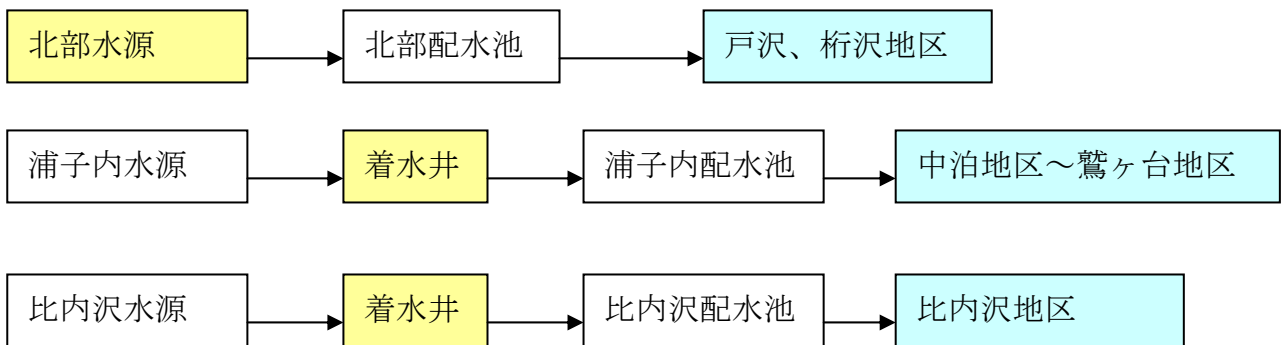 北部水源 北部配水池 戸沢、桁沢地区
浦子内水源 着水井 浦子内配水池 中泊地区～鷲ヶ台地区
比内沢水源 着水井 比内沢配水池 比内沢地区